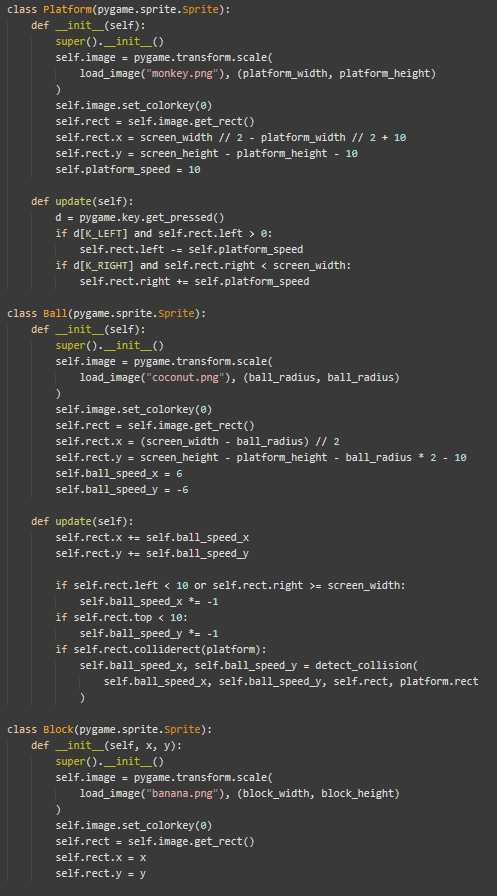 class Platform(pygame.sprite.Sprite):
    def __init__(self):
        super().__init__()
        self.image = pygame.transform.scale(
            load_image("monkey.png"), (platform_width, platform_height)
        )
        self.image.set_colorkey(0)
        self.rect = self.image.get_rect()
        self.rect.x = screen_width // 2 - platform_width // 2 + 10
        self.rect.y = screen_height - platform_height - 10
        self.platform_speed = 10

    def update(self):
        d = pygame.key.get_pressed()
        if d[K_LEFT] and self.rect.left > 0:
            self.rect.left -= self.platform_speed
        if d[K_RIGHT] and self.rect.right < screen_width:
            self.rect.right += self.platform_speed

class Ball(pygame.sprite.Sprite):
    def __init__(self):
        super().__init__()
        self.image = pygame.transform.scale(
            load_image("coconut.png"), (ball_radius, ball_radius)
        )
        self.image.set_colorkey(0)
        self.rect = self.image.get_rect()
        self.rect.x = (screen_width - ball_radius) // 2
        self.rect.y = screen_height - platform_height - ball_radius * 2 - 10
        self.ball_speed_x = 6
        self.ball_speed_y = -6

    def update(self):
        self.rect.x += self.ball_speed_x
        self.rect.y += self.ball_speed_y

        if self.rect.left < 10 or self.rect.right >= screen_width:
            self.ball_speed_x *= -1
        if self.rect.top < 10:
            self.ball_speed_y *= -1
        if self.rect.colliderect(platform):
            self.ball_speed_x, self.ball_speed_y = detect_collision(
                self.ball_speed_x, self.ball_speed_y, self.rect, platform.rect
            )

class Block(pygame.sprite.Sprite):
    def __init__(self, x, y):
        super().__init__()
        self.image = pygame.transform.scale(
            load_image("banana.png"), (block_width, block_height)
        )
        self.image.set_colorkey(0)
        self.rect = self.image.get_rect()
        self.rect.x = x
        self.rect.y = y